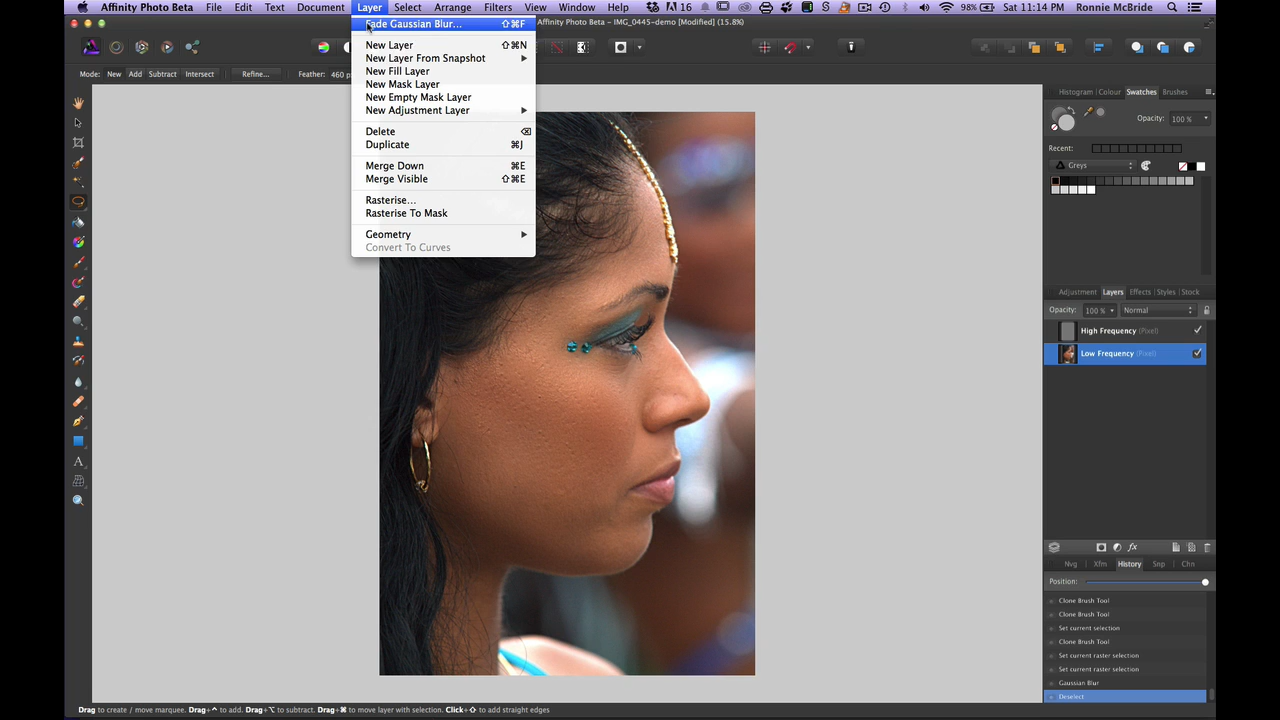 Affinity Photo Beta File Edit Text Document Layer Select Arrange Filters View Window Help 16 98% Sat 11:14 PM Ronnie McBride
Affinity Photo Beta - IMG_0445-demo [Modified] (15.8%)
Mode: New Add Subtract Intersect Refine... Feather: 460 px
Fade Gaussian Blur... ⇧⌘F
New Layer ⇧⌘N
New Layer From Snapshot
New Fill Layer
New Mask Layer
New Empty Mask Layer
New Adjustment Layer
Delete
Duplicate ⌘J
Merge Down ⌘E
Merge Visible ⇧⌘E
Rasterise...
Rasterise To Mask
Geometry
Convert To Curves
Histogram Colour Swatches Brushes
Opacity: 100 %
Recent:
Greys
Adjustment Layers Effects Styles Stock
Opacity: 100 % Normal
High Frequency (Pixel)
Low Frequency (Pixel)
fx
Nvg Xfm History Snp Chn
Position:
Clone Brush Tool
Clone Brush Tool
Set current selection
Clone Brush Tool
Set current raster selection
Set current raster selection
Gaussian Blur
Deselect
Drag to create / move marquee. Drag+⌃ to add. Drag+⌥ to subtract. Drag+⌘ to move layer with selection. Click+⇧ to add straight edges